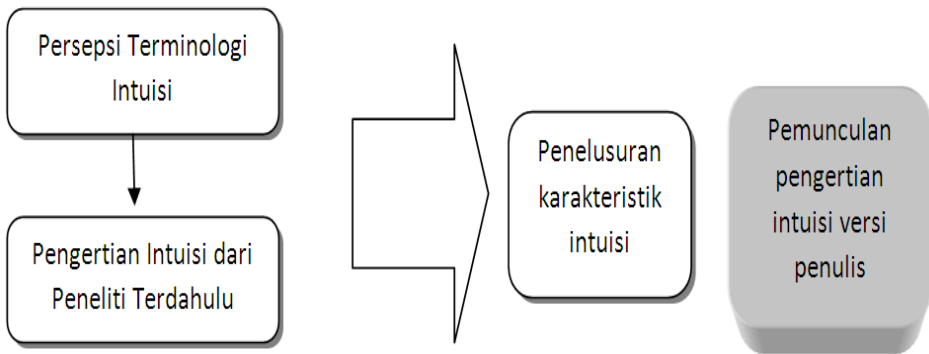 Persepsi Terminologi
Intuisi
Pengertian Intuisi dari
Peneliti Terdahulu
Penelusuran
karakteristik
intuisi
Pemunculan
pengertian
intuisi versi
penulis